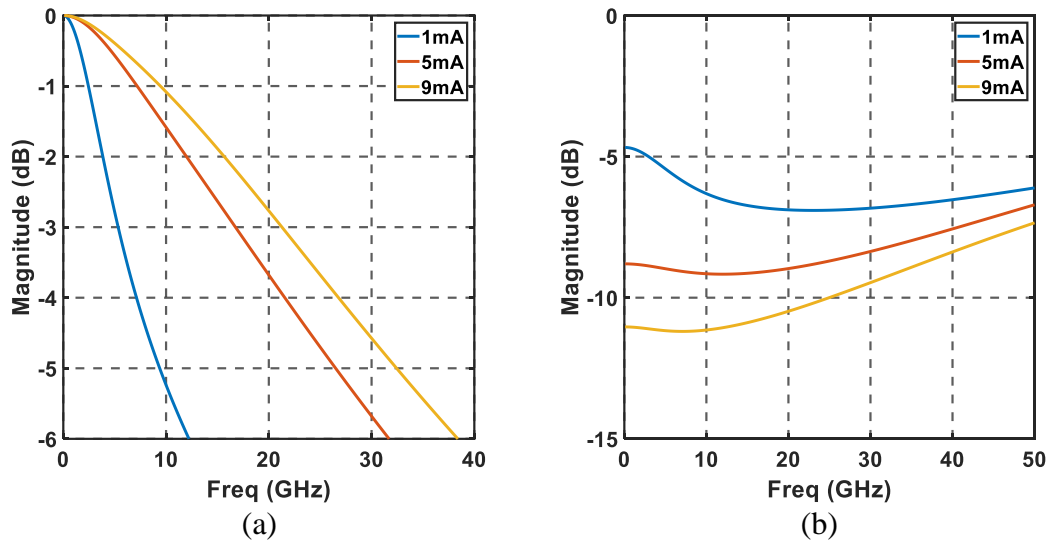 0
-1
-2
-3
-4
-5
-6
Magnitude (dB)
0 10 20 30 40
Freq (GHz)
1mA
5mA
9mA
(a)
0
-5
-10
-15
Magnitude (dB)
0 10 20 30 40 50
Freq (GHz)
1mA
5mA
9mA
(b)